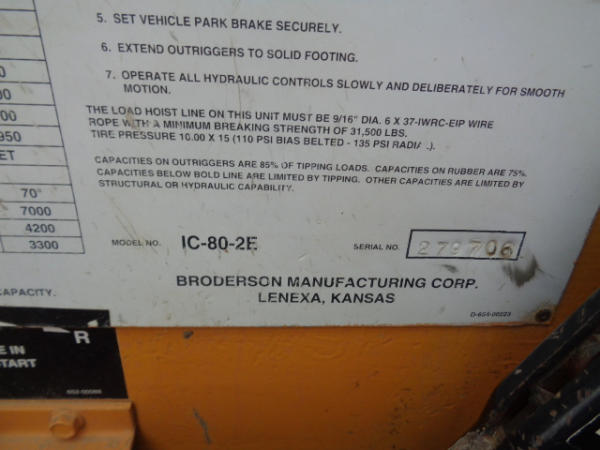 5. SET VEHICLE PARK BRAKE SECURELY.
6. EXTEND OUTRIGGERS TO SOLID FOOTING.
7. OPERATE ALL HYDRAULIC CONTROLS SLOWLY AND DELIBERATELY FOR SMOOTH
MOTION.
THE LOAD HOIST LINE ON THIS UNIT MUST BE 9/16" DIA. 6 X 37-IWRC-EIP WIRE
ROPE WITH A MINIMUM BREAKING STRENGTH OF 31,500 LBS.
TIRE PRESSURE 10.00 X 15 (110 PSI BIAS BELTED - 135 PSI RADIAL).
CAPACITIES ON OUTRIGGERS ARE 85% OF TIPPING LOADS. CAPACITIES ON RUBBER ARE 75%.
CAPACITIES BELOW BOLD LINE ARE LIMITED BY TIPPING. OTHER CAPACITIES ARE LIMITED BY
STRUCTURAL OR HYDRAULIC CAPABILITY.
0
00
700
950
ET
70°
7000
4200
3300
MODEL NO. IC-80-2E SERIAL NO. 279706
BRODERSON MANUFACTURING CORP.
LENEXA, KANSAS
D-654-00223
CAPACITY.
R
E IN
START